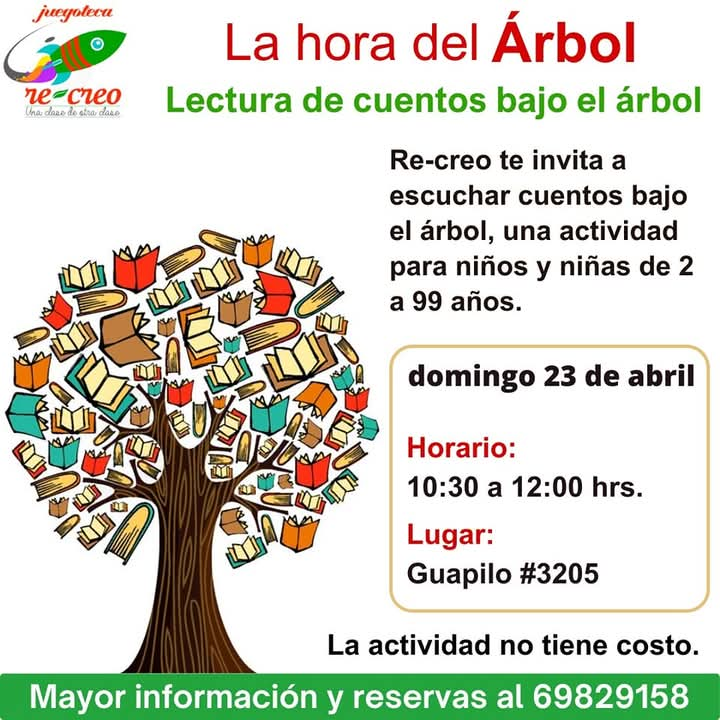 juegoteca
re-creo
Una clase de otra clase
La hora del Árbol
Lectura de cuentos bajo el árbol
Re-creo te invita a
escuchar cuentos bajo
el árbol, una actividad
para niños y niñas de 2
a 99 años.
domingo 23 de abril
Horario:
10:30 a 12:00 hrs.
Lugar:
Guapilo #3205
La actividad no tiene costo.
Mayor información y reservas al 69829158